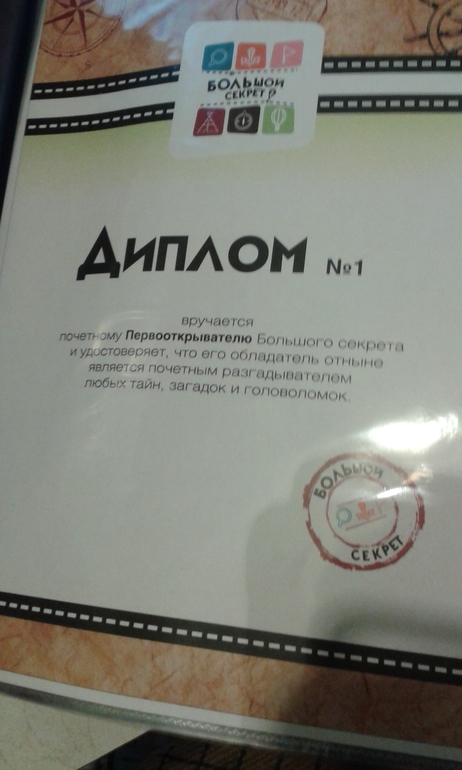 БОЛЬШОЙ
СЕКРЕТ?
ДИПЛОМ №1
вручается
почетному Первооткрывателю Большого секрета
и удостоверяет, что его обладатель отныне
является почетным разгадывателем
любых тайн, загадок и головоломок.
БОЛЬШОЙ
СЕКРЕТ